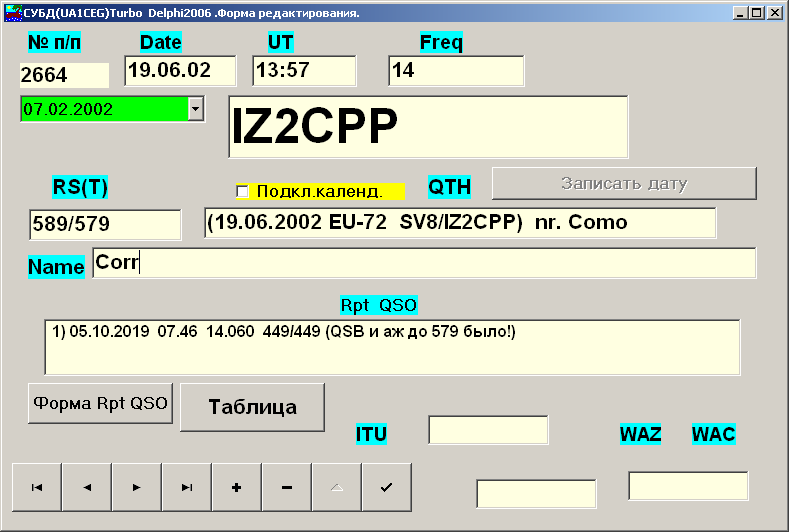 СУБД(UA1CEG)Turbo Delphi2006 .Форма редактирования.
№ п/п Date UT Freq
2664 19.06.02 13:57 14
07.02.2002
IZ2CPP
RS(T) Подкл.календ. QTH Записать дату
589/579 (19.06.2002 EU-72 SV8/IZ2CPP) nr. Como
Name Corr
Rpt QSO
1) 05.10.2019 07.46 14.060 449/449 (QSB и аж до 579 было!)
Форма Rpt QSO Таблица
ITU WAZ WAC